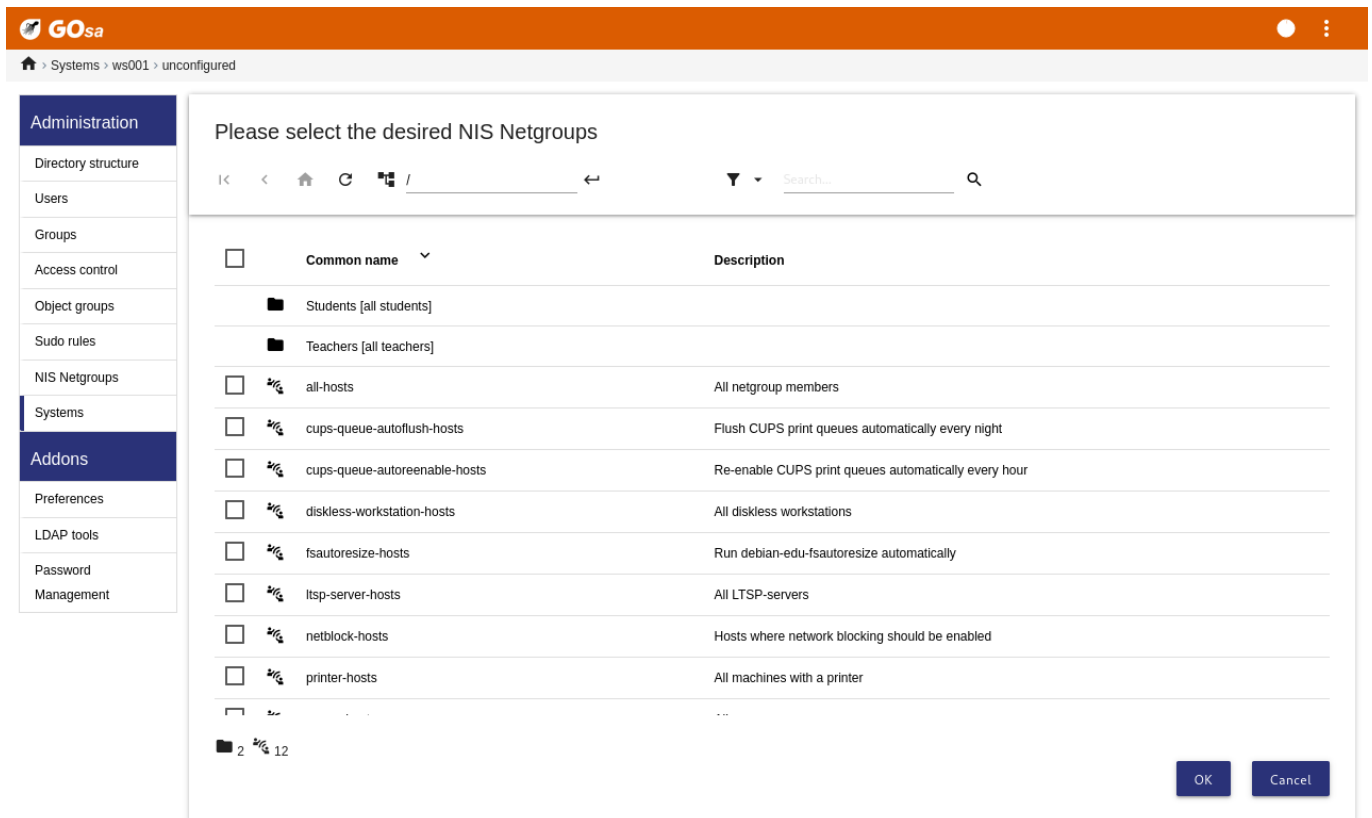 GOsa
› Systems › ws001 › unconfigured
Administration
Directory structure
Users
Groups
Access control
Object groups
Sudo rules
NIS Netgroups
Systems
Addons
Preferences
LDAP tools
Password
Management
Please select the desired NIS Netgroups
/
Search...
Common name Description
Students [all students]
Teachers [all teachers]
all-hosts All netgroup members
cups-queue-autoflush-hosts Flush CUPS print queues automatically every night
cups-queue-autoreenable-hosts Re-enable CUPS print queues automatically every hour
diskless-workstation-hosts All diskless workstations
fsautoresize-hosts Run debian-edu-fsautoresize automatically
ltsp-server-hosts All LTSP-servers
netblock-hosts Hosts where network blocking should be enabled
printer-hosts All machines with a printer
2 12
OK Cancel